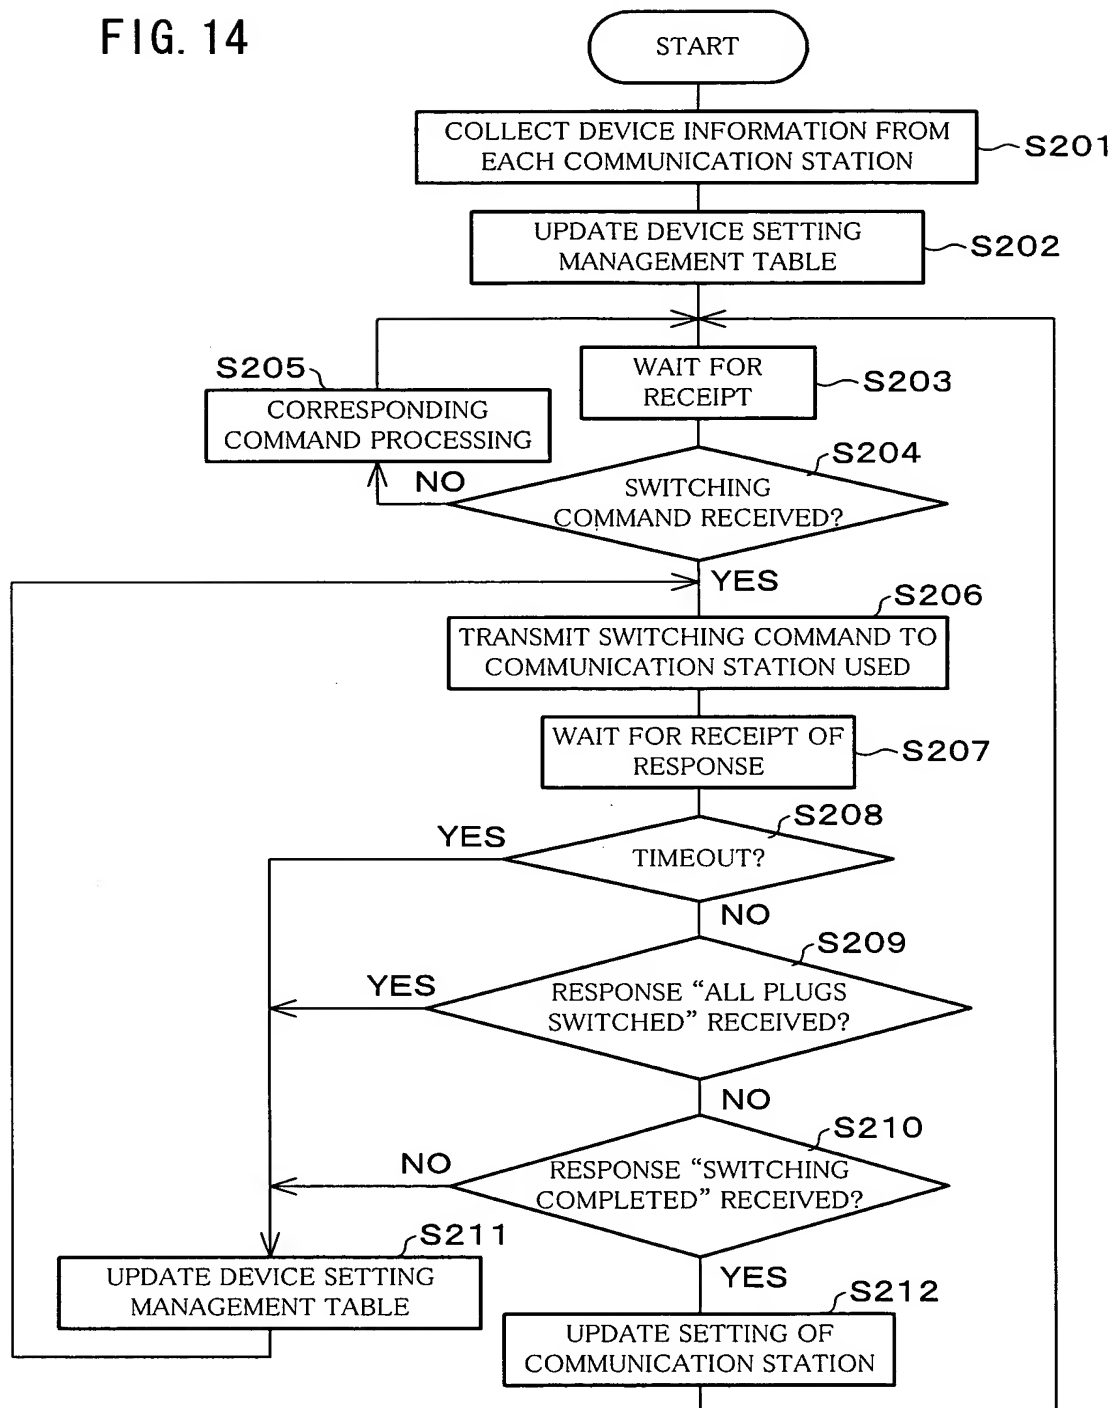 FIG. 14
START
COLLECT DEVICE INFORMATION FROM
EACH COMMUNICATION STATION
S201
UPDATE DEVICE SETTING
MANAGEMENT TABLE
S202
WAIT FOR
RECEIPT
S203
S205
CORRESPONDING
COMMAND PROCESSING
S204
NO
SWITCHING
COMMAND RECEIVED?
YES
S206
TRANSMIT SWITCHING COMMAND TO
COMMUNICATION STATION USED
WAIT FOR RECEIPT OF
RESPONSE
S207
S208
YES
TIMEOUT?
NO
S209
YES
RESPONSE “ALL PLUGS
SWITCHED” RECEIVED?
NO
S210
NO
RESPONSE “SWITCHING
COMPLETED” RECEIVED?
S211
UPDATE DEVICE SETTING
MANAGEMENT TABLE
YES
S212
UPDATE SETTING OF
COMMUNICATION STATION